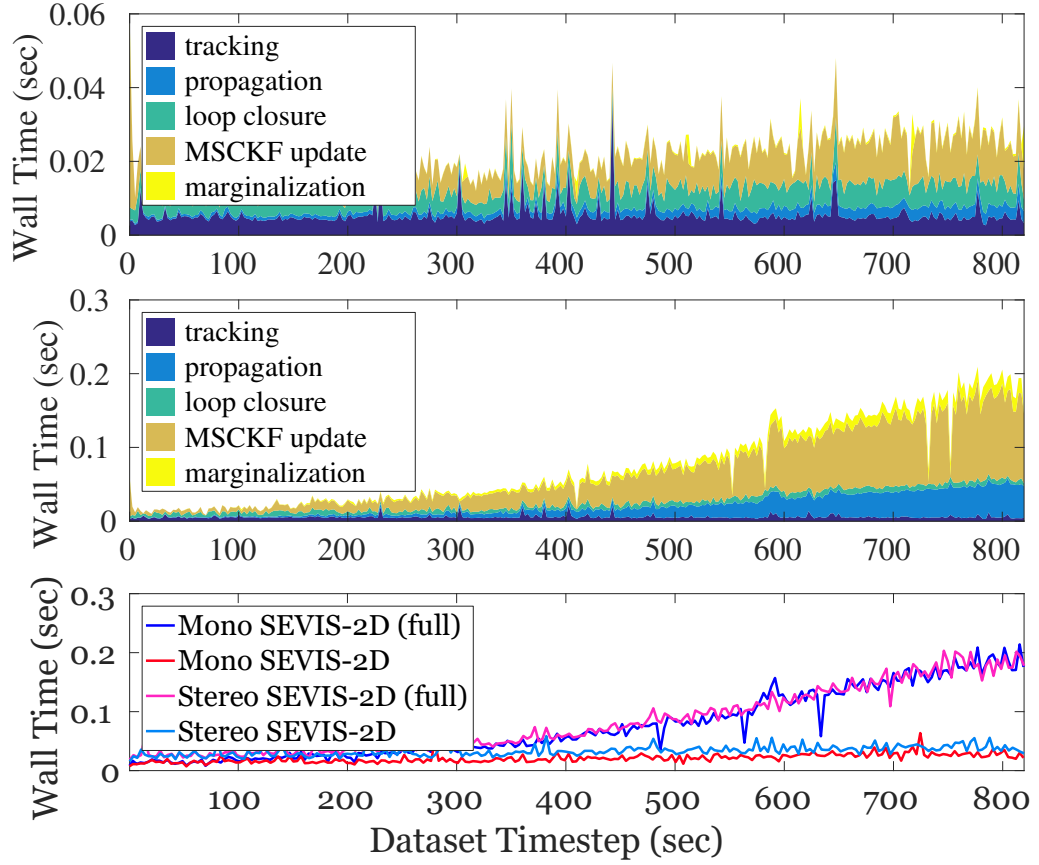 Wall Time (sec)
0.06
0.04
0.02
0
tracking
propagation
loop closure
MSCKF update
marginalization
0 100 200 300 400 500 600 700 800
Wall Time (sec)
0.3
0.2
0.1
0
tracking
propagation
loop closure
MSCKF update
marginalization
0 100 200 300 400 500 600 700 800
Wall Time (sec)
0.3
0.2
0.1
0
Mono SEVIS-2D (full)
Mono SEVIS-2D
Stereo SEVIS-2D (full)
Stereo SEVIS-2D
100 200 300 400 500 600 700 800
Dataset Timestep (sec)